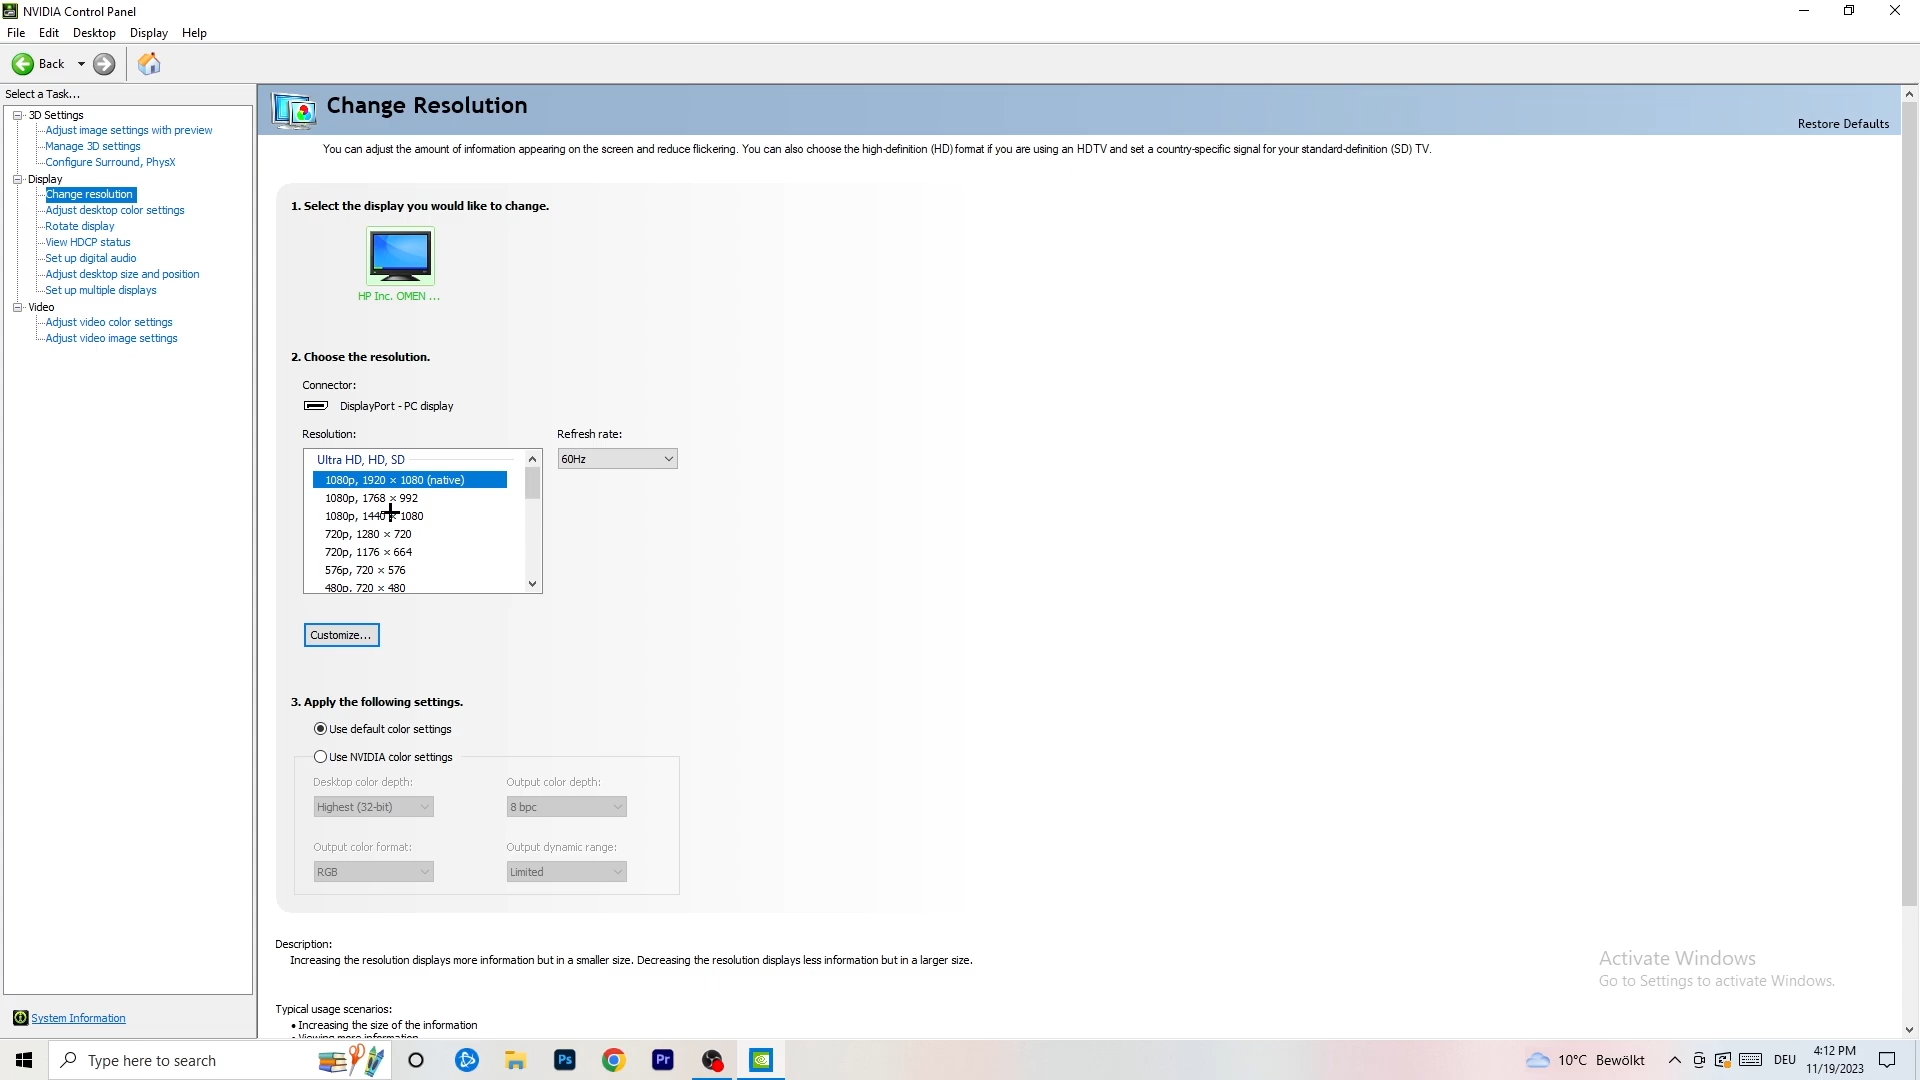 NVIDIA Control Panel
File Edit Desktop Display Help
Back
Select a Task...
3D Settings
Adjust image settings with preview
Manage 3D settings
Configure Surround, PhysX
Display
Change resolution
Adjust desktop color settings
Rotate display
View HDCP status
Set up digital audio
Adjust desktop size and position
Set up multiple displays
Video
Adjust video color settings
Adjust video image settings
System Information
Change Resolution
Restore Defaults
You can adjust the amount of information appearing on the screen and reduce flickering. You can also choose the high-definition (HD) format if you are using an HDTV and set a country-specific signal for your standard-definition (SD) TV.
1. Select the display you would like to change.
HP Inc. OMEN ...
2. Choose the resolution.
Connector:
DisplayPort - PC display
Resolution:
Refresh rate:
Ultra HD, HD, SD
60Hz
1080p, 1920 × 1080 (native)
1080p, 1768 × 992
1080p, 1440 × 1080
720p, 1280 × 720
720p, 1176 × 664
576p, 720 × 576
480p, 720 × 480
Customize...
3. Apply the following settings.
Use default color settings
Use NVIDIA color settings
Desktop color depth:
Output color depth:
Highest (32-bit)
8 bpc
Output color format:
Output dynamic range:
RGB
Limited
Description:
Increasing the resolution displays more information but in a smaller size. Decreasing the resolution displays less information but in a larger size.
Typical usage scenarios:
• Increasing the size of the information
• Viewing more information
Activate Windows
Go to Settings to activate Windows.
Type here to search
Ps
Pr
10°C Bewölkt
DEU
4:12 PM
11/19/2023